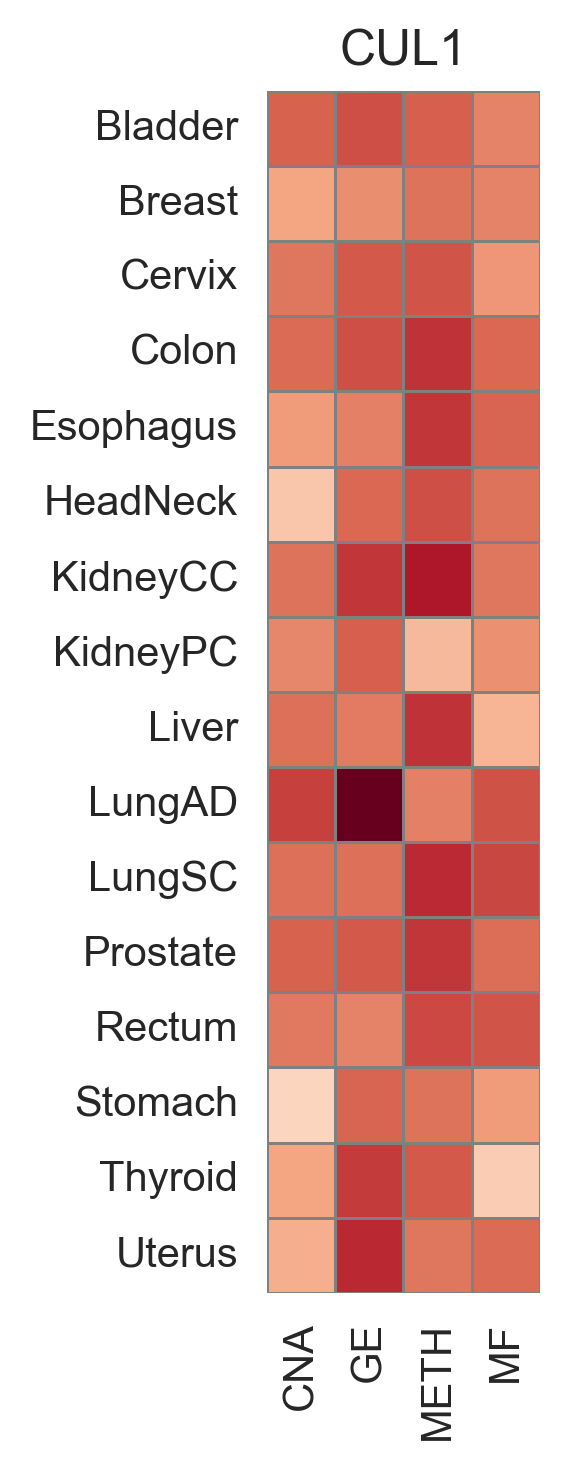 CUL1
Bladder
Breast
Cervix
Colon
Esophagus
HeadNeck
KidneyCC
KidneyPC
Liver
LungAD
LungSC
Prostate
Rectum
Stomach
Thyroid
Uterus
CNA
GE
METH
MF